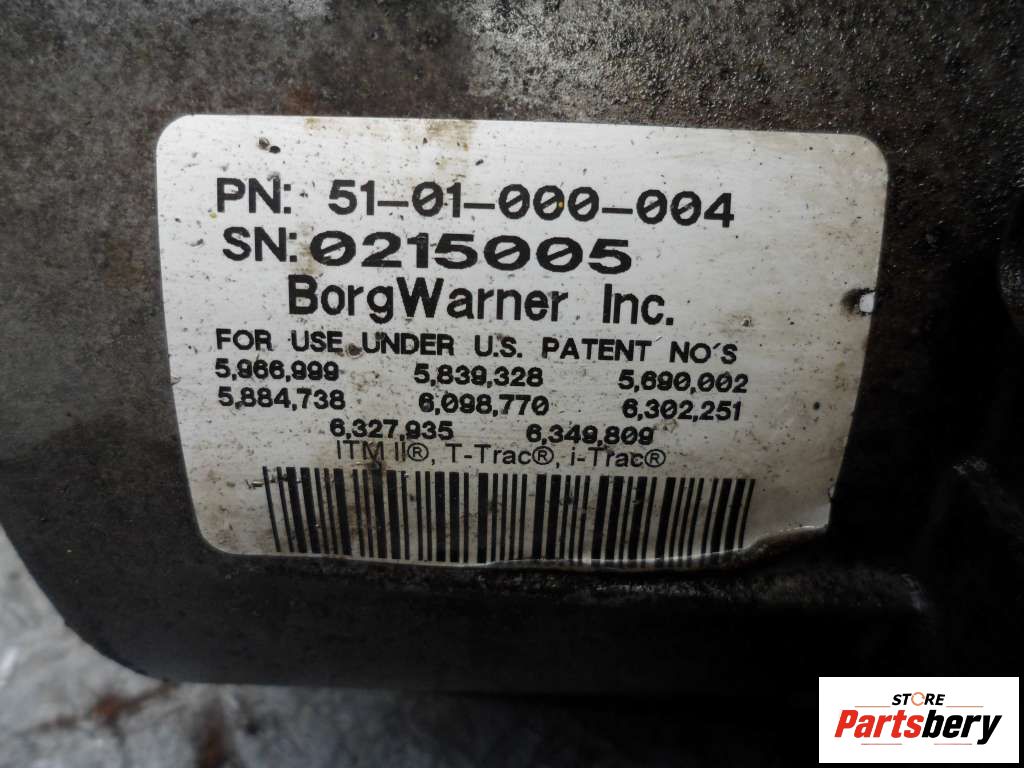 PN: 51-01-000-004
SN: 0215005
BorgWarner Inc.
FOR USE UNDER U.S. PATENT NO'S
5,966,999 5,839,328 5,690,002
5,884,738 6,098,770 6,302,251
6,327,935 6,349,809
ITM II®, T-Trac®, i-Trac®
STORE
Partsbery